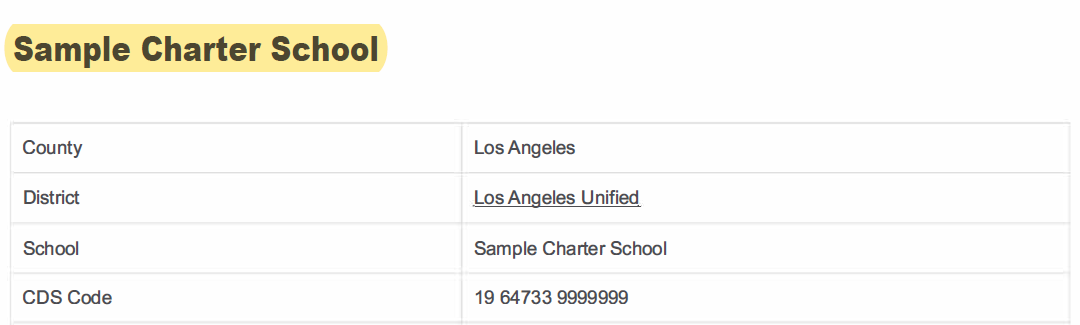 Sample Charter School
County Los Angeles
District Los Angeles Unified
School Sample Charter School
CDS Code 19 64733 9999999